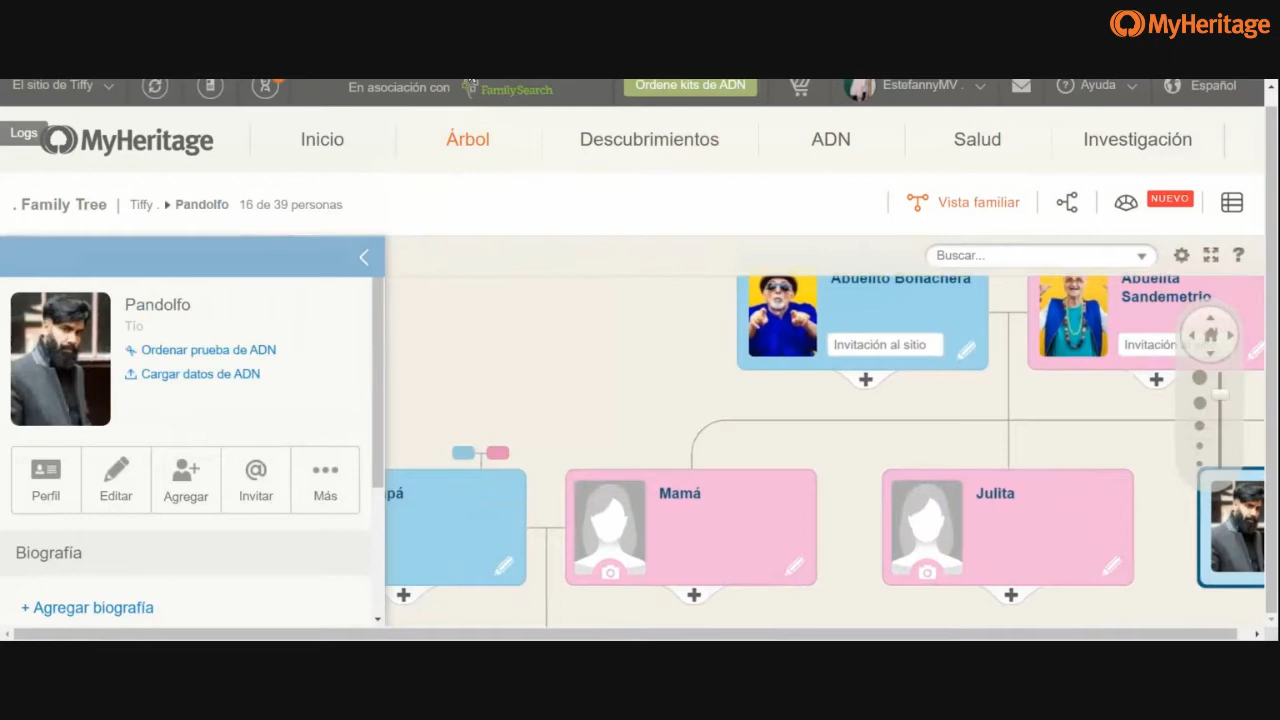 MyHeritage
El sitio de Tiffy
En asociación con FamilySearch
Ordene kits de ADN
EstefannyMV .
Ayuda
Español
Logs
MyHeritage
Inicio
Árbol
Descubrimientos
ADN
Salud
Investigación
. Family Tree | Tiffy . Pandolfo 16 de 39 personas
Vista familiar
NUEVO
Buscar...
?
Pandolfo
Tío
Ordenar prueba de ADN
Cargar datos de ADN
Perfil
Editar
Agregar
Invitar
Más
Biografía
+ Agregar biografía
Abuelito Bonachera
Invitación al sitio
Abuelita
Sandemetrio
Invitación
pá
Mamá
Julita